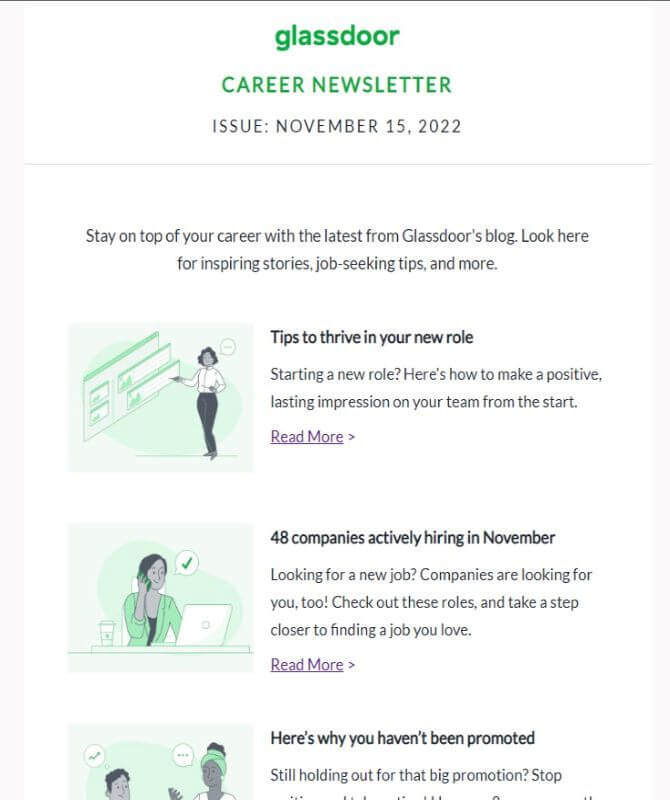 glassdoor
CAREER NEWSLETTER
ISSUE: NOVEMBER 15, 2022
Stay on top of your career with the latest from Glassdoor's blog. Look here
for inspiring stories, job-seeking tips, and more.
Tips to thrive in your new role
Starting a new role? Here's how to make a positive,
lasting impression on your team from the start.
Read More >
48 companies actively hiring in November
Looking for a new job? Companies are looking for
you, too! Check out these roles, and take a step
closer to finding a job you love.
Read More >
Here's why you haven't been promoted
Still holding out for that big promotion? Stop